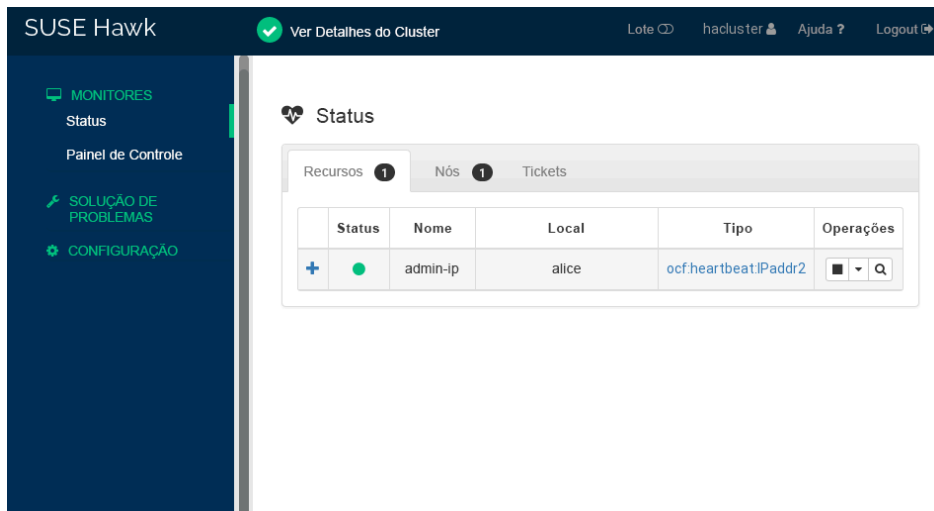 SUSE Hawk
Ver Detalhes do Cluster
Lote
hacluster
Ajuda ?
Logout
MONITORES
Status
Painel de Controle
SOLUÇÃO DE
PROBLEMAS
CONFIGURAÇÃO
Status
Recursos 1 Nós 1 Tickets
Status Nome Local Tipo Operações
admin-ip alice ocf:heartbeat:IPaddr2